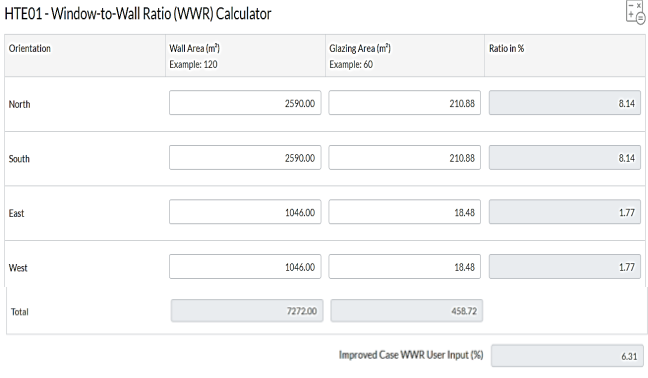 HTE01 - Window-to-Wall Ratio (WWR) Calculator
Orientation Wall Area (m²) Glazing Area (m²) Ratio in %
Example: 120 Example: 60
North 2590.00 210.88 8.14
South 2590.00 210.88 8.14
East 1046.00 18.48 1.77
West 1046.00 18.48 1.77
Total 7272.00 458.72
Improved Case WWR User Input (%) 6.31